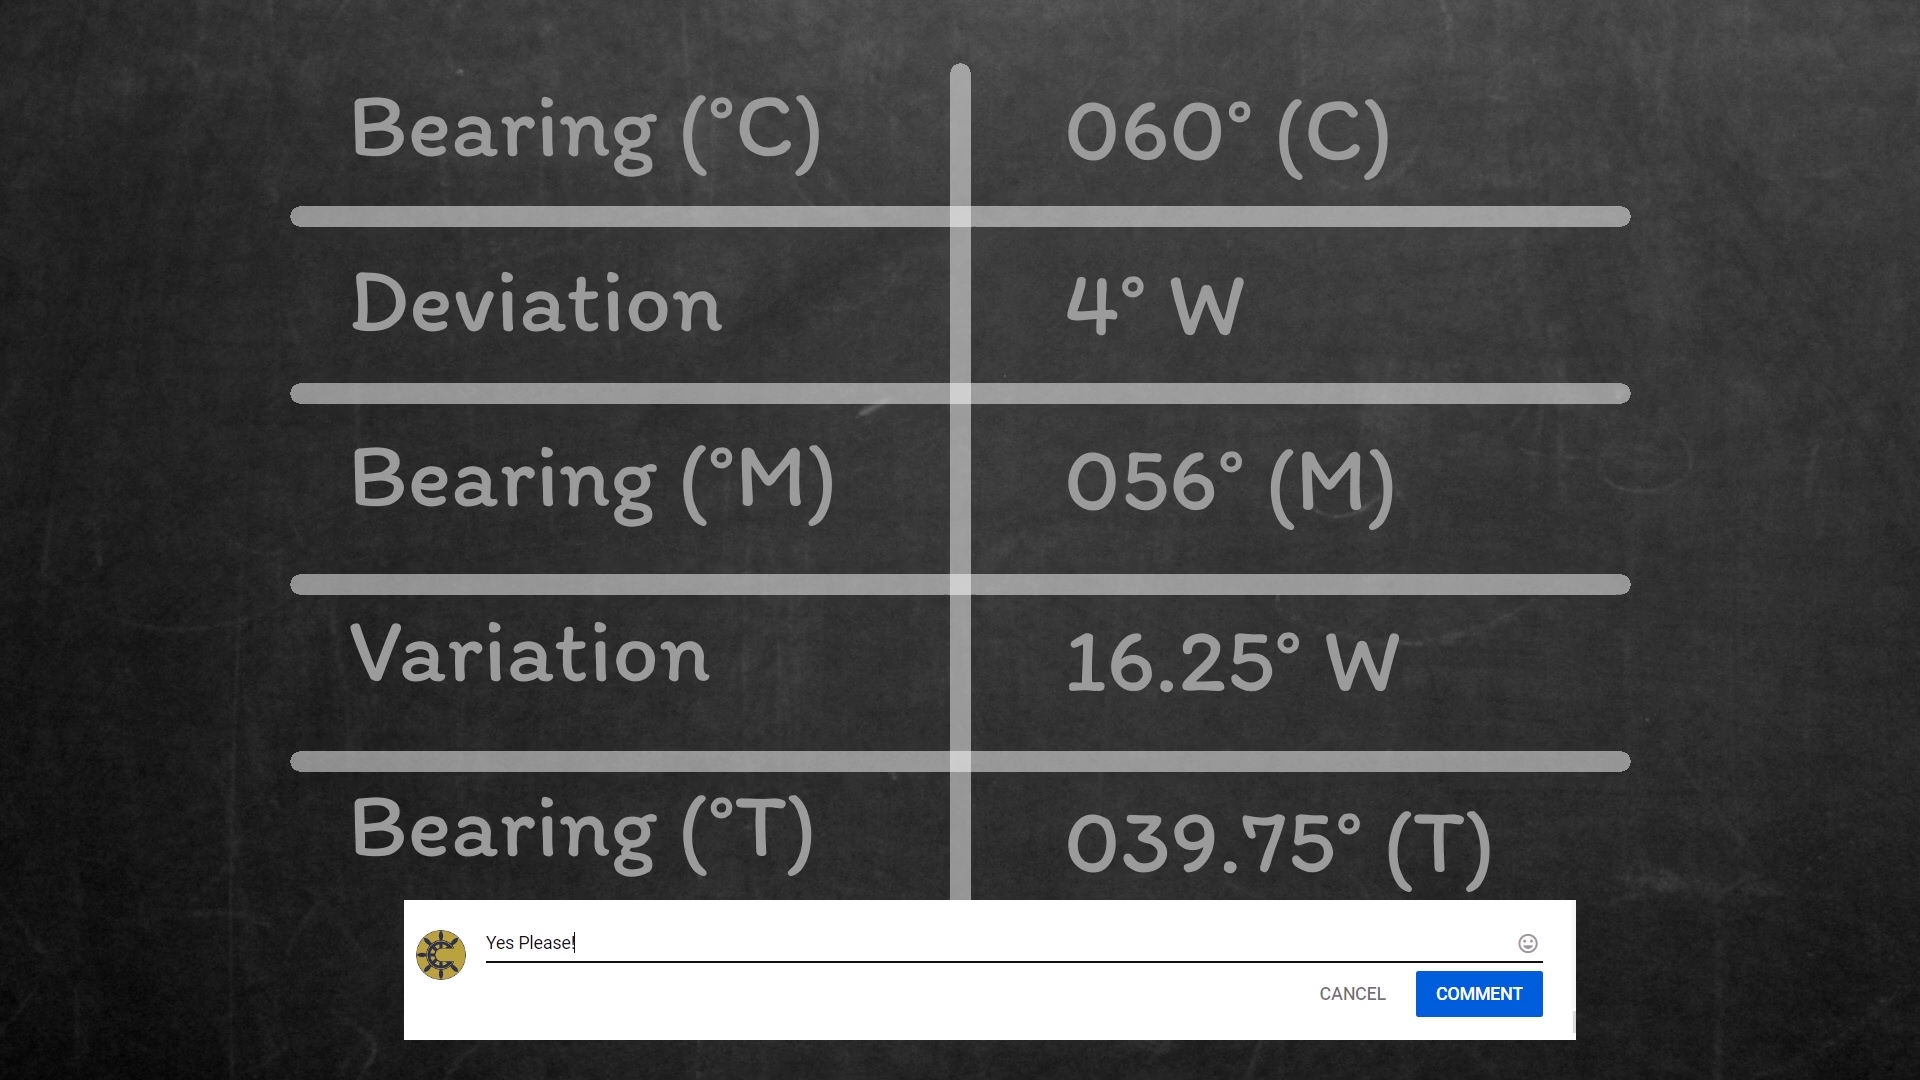 Bearing (°C) 060° (C)
Deviation 4° W
Bearing (°M) 056° (M)
Variation 16.25° W
Bearing (°T) 039.75° (T)
Yes Please!
CANCEL COMMENT